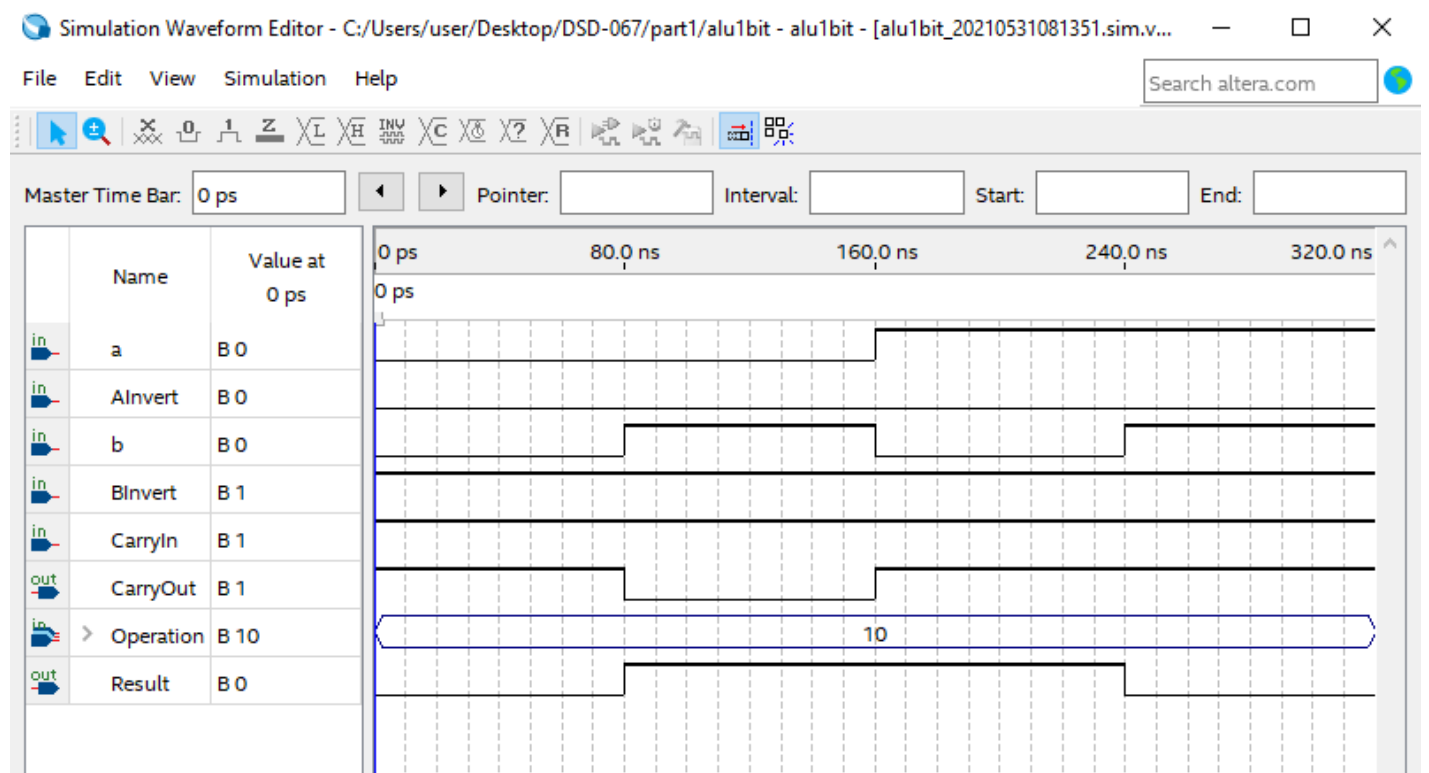 Simulation Waveform Editor - C:/Users/user/Desktop/DSD-067/part1/alu1bit - alu1bit - [alu1bit_20210531081351.sim.v...
File Edit View Simulation Help
Search altera.com
Master Time Bar: 0 ps Pointer: Interval: Start: End:
Name
Value at
0 ps
0 ps 80.0 ns 160.0 ns 240.0 ns 320.0 ns
0 ps
in a B 0
in AInvert B 0
in b B 0
in BInvert B 1
in CarryIn B 1
out CarryOut B 1
in > Operation B 10 10
out Result B 0